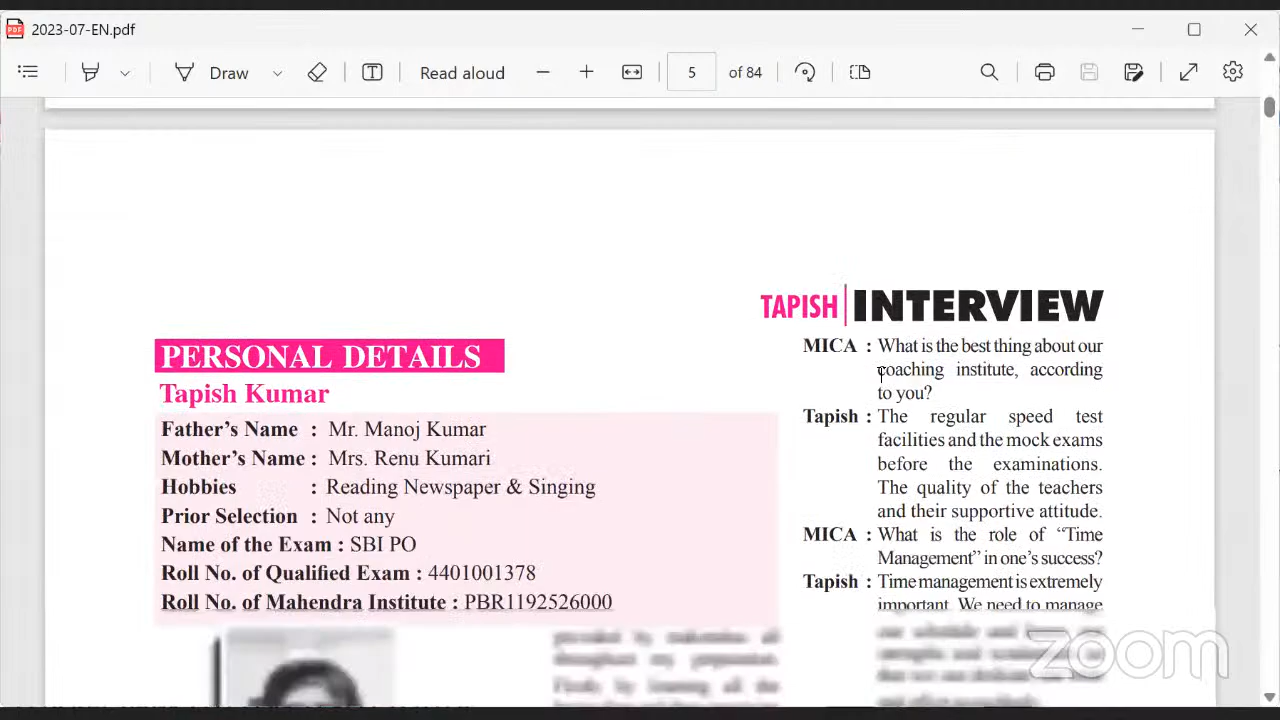 2023-07-EN.pdf
Draw
Read aloud
5
of 84
TAPISH INTERVIEW
PERSONAL DETAILS
Tapish Kumar
Father's Name : Mr. Manoj Kumar
Mother's Name : Mrs. Renu Kumari
Hobbies : Reading Newspaper & Singing
Prior Selection : Not any
Name of the Exam : SBI PO
Roll No. of Qualified Exam : 4401001378
Roll No. of Mahendra Institute : PBR1192526000
MICA : What is the best thing about our
coaching institute, according
to you?
Tapish : The regular speed test
facilities and the mock exams
before the examinations.
The quality of the teachers
and their supportive attitude.
MICA : What is the role of “Time
Management” in one’s success?
Tapish : Time management is extremely
important. We need to manage
zoom